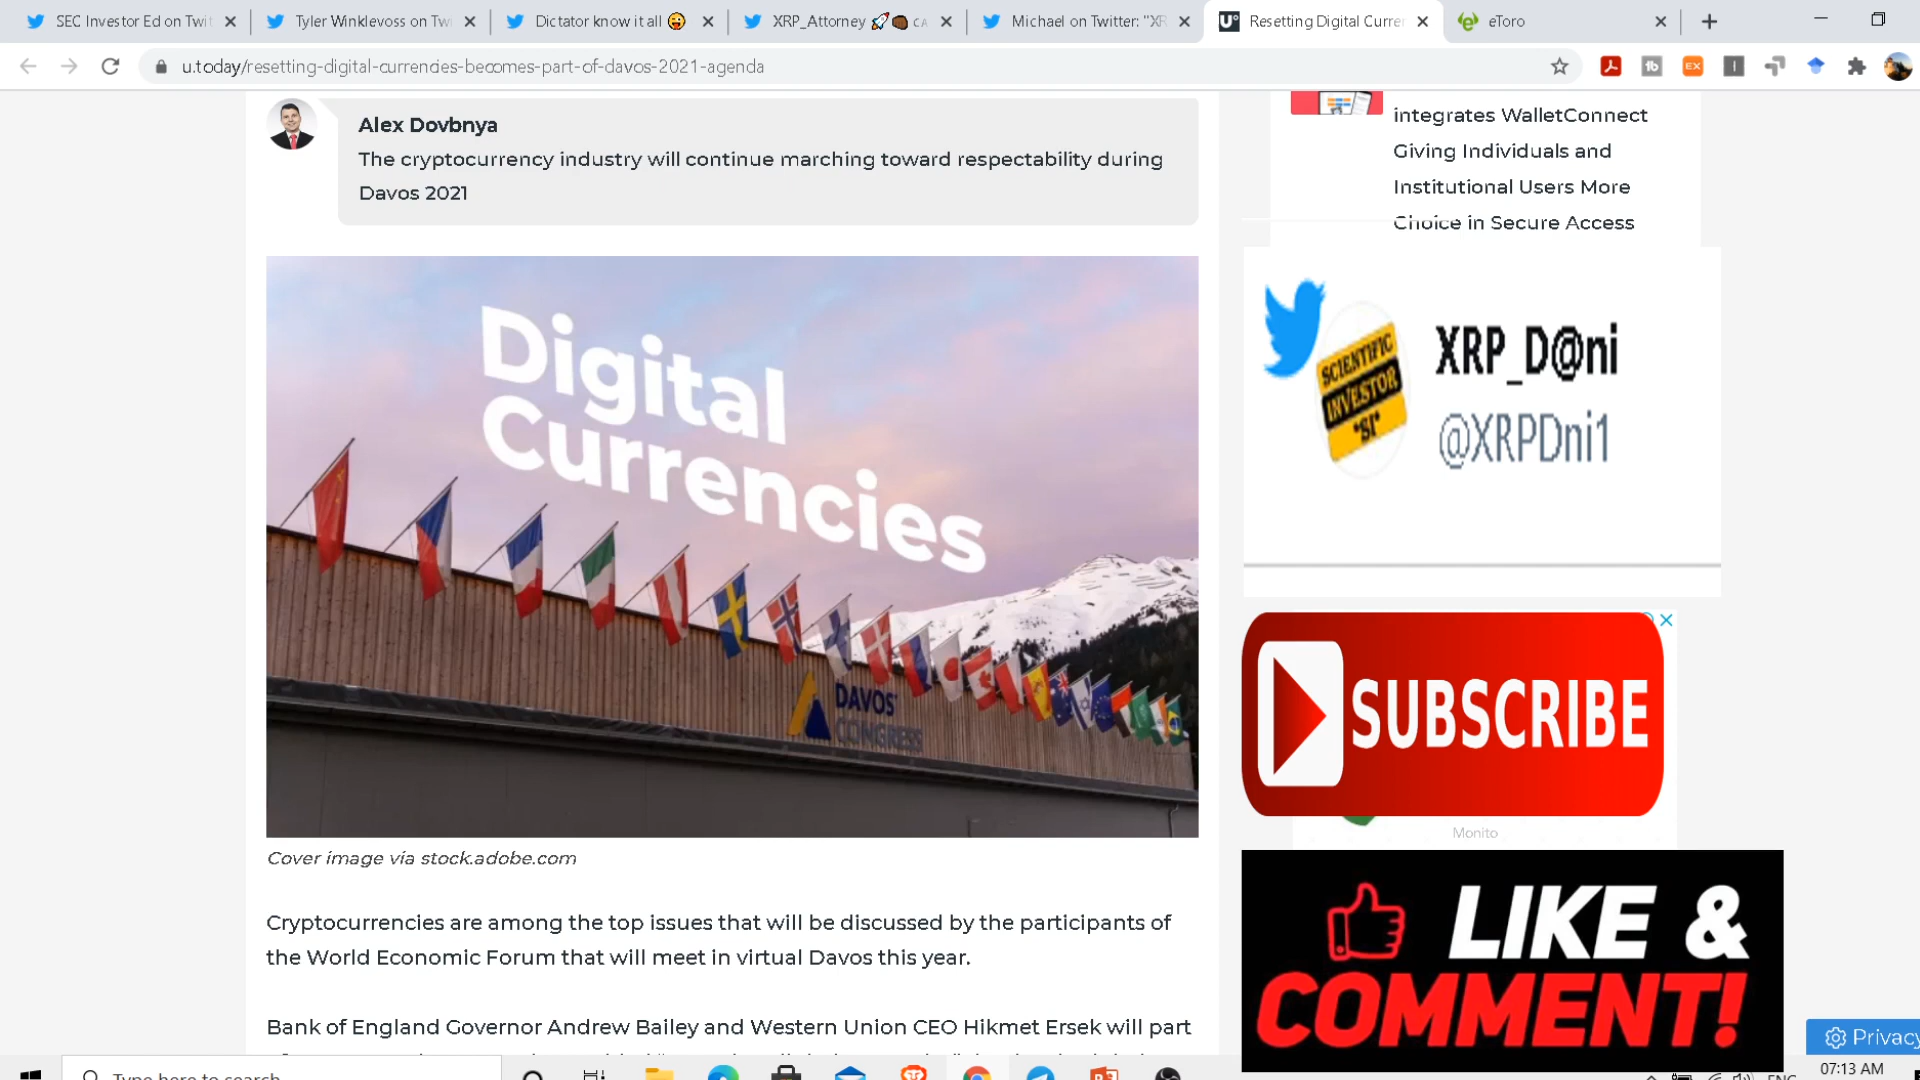 SEC Investor Ed on Twit
Tyler Winklevoss on Tw
Dictator know it all
XRP_Attorney
Michael on Twitter: "XR
Resetting Digital Curre
eToro
u.today/resetting-digital-currencies-becomes-part-of-davos-2021-agenda
Alex Dovbnya
The cryptocurrency industry will continue marching toward respectability during
Davos 2021
integrates WalletConnect
Giving Individuals and
Institutional Users More
Choice in Secure Access
Digital
Currencies
DAVOS
CONGRESS
Cover image via stock.adobe.com
Cryptocurrencies are among the top issues that will be discussed by the participants of
the World Economic Forum that will meet in virtual Davos this year.
Bank of England Governor Andrew Bailey and Western Union CEO Hikmet Ersek will part
SCIENTIFIC
INVESTOR
"SI"
XRP_D@ni
@XRPDni1
SUBSCRIBE
Monito
LIKE &
COMMENT!
Privacy
Type here to search
ENG
07:13 AM